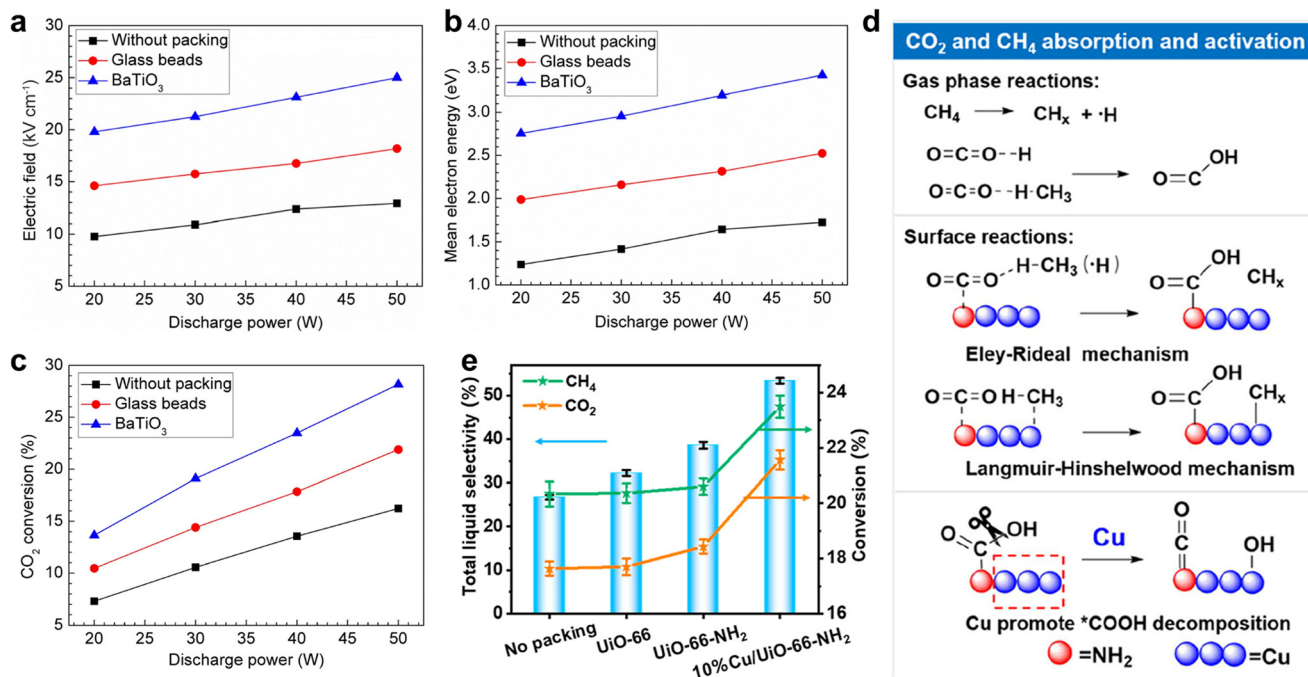 a
30
25
20
15
10
5
Electric field (kV cm⁻¹)
Without packing
Glass beads
BaTiO₃
20 25 30 35 40 45 50
Discharge power (W)
b
4.0
3.5
3.0
2.5
2.0
1.5
1.0
Mean electron energy (eV)
Without packing
Glass beads
BaTiO₃
20 25 30 35 40 45 50
Discharge power (W)
c
30
25
20
15
10
5
CO₂ conversion (%)
Without packing
Glass beads
BaTiO₃
20 25 30 35 40 45 50
Discharge power (W)
e
50
40
30
20
10
0
Total liquid selectivity (%)
CH₄
CO₂
24
22
20
18
16
Conversion (%)
No packing
UiO-66
UiO-66-NH₂
10%Cu/UiO-66-NH₂
d
CO₂ and CH₄ absorption and activation
Gas phase reactions:
CH₄ → CHₓ + ·H
O=C=O--H
O=C=O--H-CH₃
O=C OH
Surface reactions:
O=C=O H-CH₃ (·H)
O=C OH CHₓ
Eley-Rideal mechanism
O=C=O H-CH₃
O=C OH CHₓ
Langmuir-Hinshelwood mechanism
O=C OH
Cu
O=C OH
Cu promote *COOH decomposition
=NH₂ =Cu